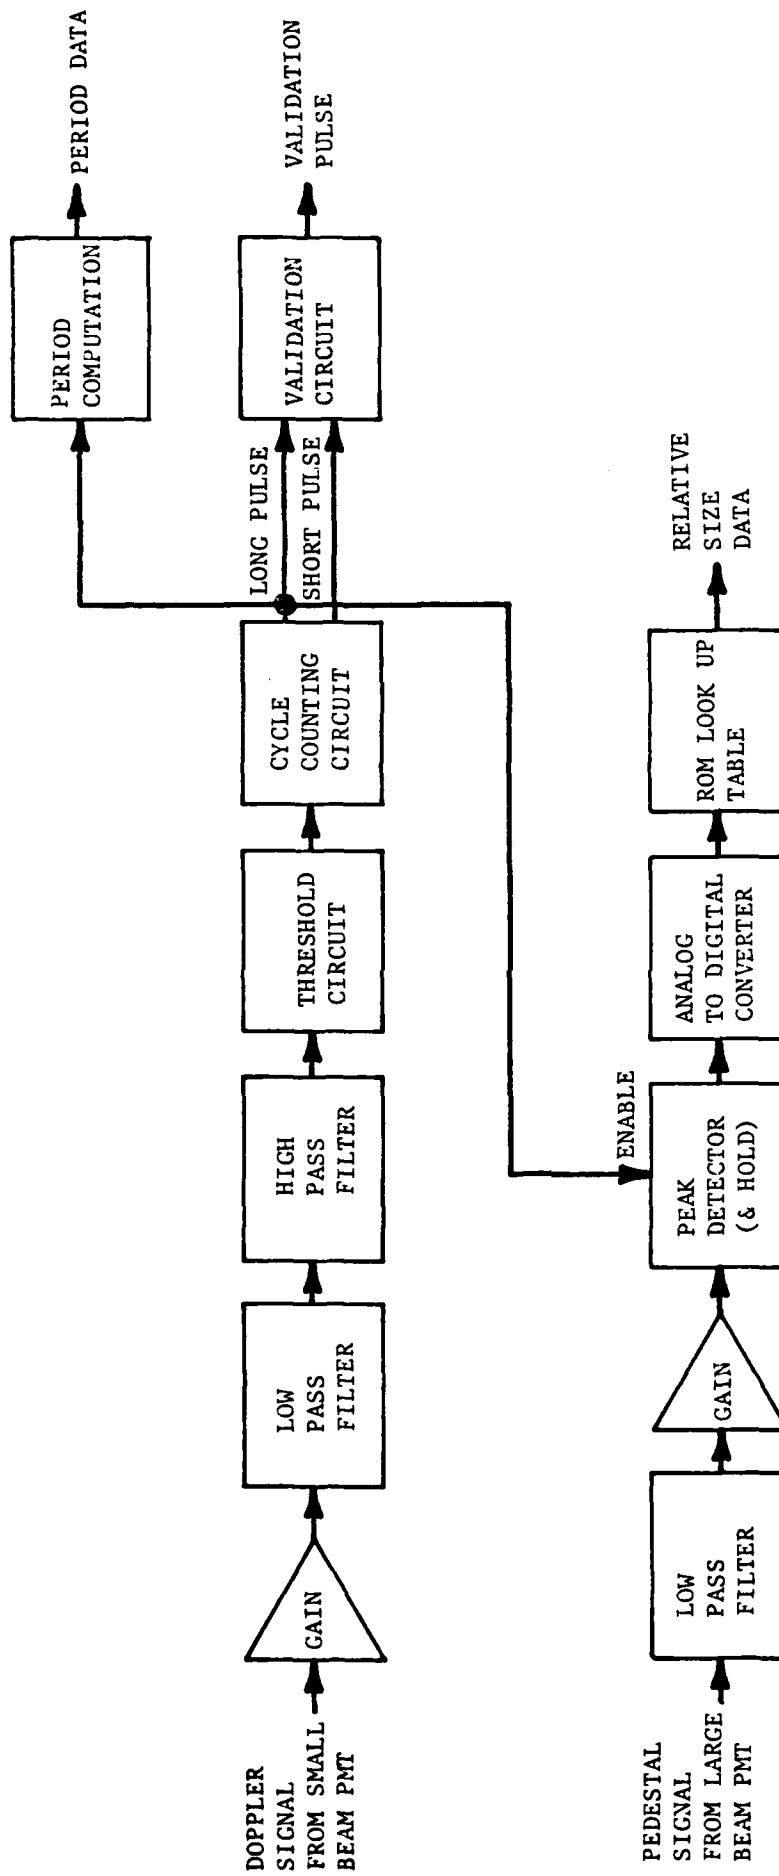 DOPPLER
SIGNAL
FROM SMALL
BEAM PMT
GAIN
LOW
PASS
FILTER
HIGH
PASS
FILTER
THRESHOLD
CIRCUIT
CYCLE
COUNTING
CIRCUIT
LONG PULSE
SHORT PULSE
PERIOD
COMPUTATION
PERIOD DATA
VALIDATION
CIRCUIT
VALIDATION
PULSE
PEDESTAL
SIGNAL
FROM LARGE
BEAM PMT
LOW
PASS
FILTER
GAIN
ENABLE
PEAK
DETECTOR
(& HOLD)
ANALOG
TO DIGITAL
CONVERTER
ROM LOOK UP
TABLE
RELATIVE
SIZE
DATA